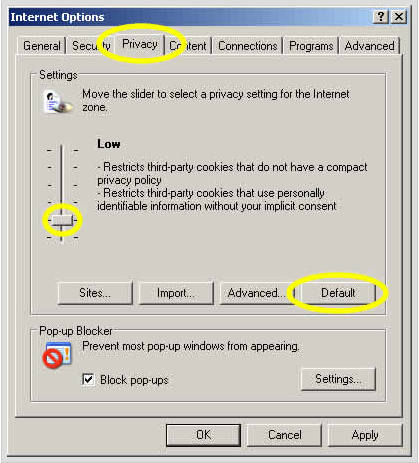 Internet Options
General Security Privacy Content Connections Programs Advanced
Settings
Move the slider to select a privacy setting for the Internet
zone.
Low
- Restricts third-party cookies that do not have a compact
privacy policy
- Restricts third-party cookies that use personally
identifiable information without your implicit consent
Sites... Import... Advanced... Default
Pop-up Blocker
Prevent most pop-up windows from appearing.
Block pop-ups
Settings...
OK Cancel Apply